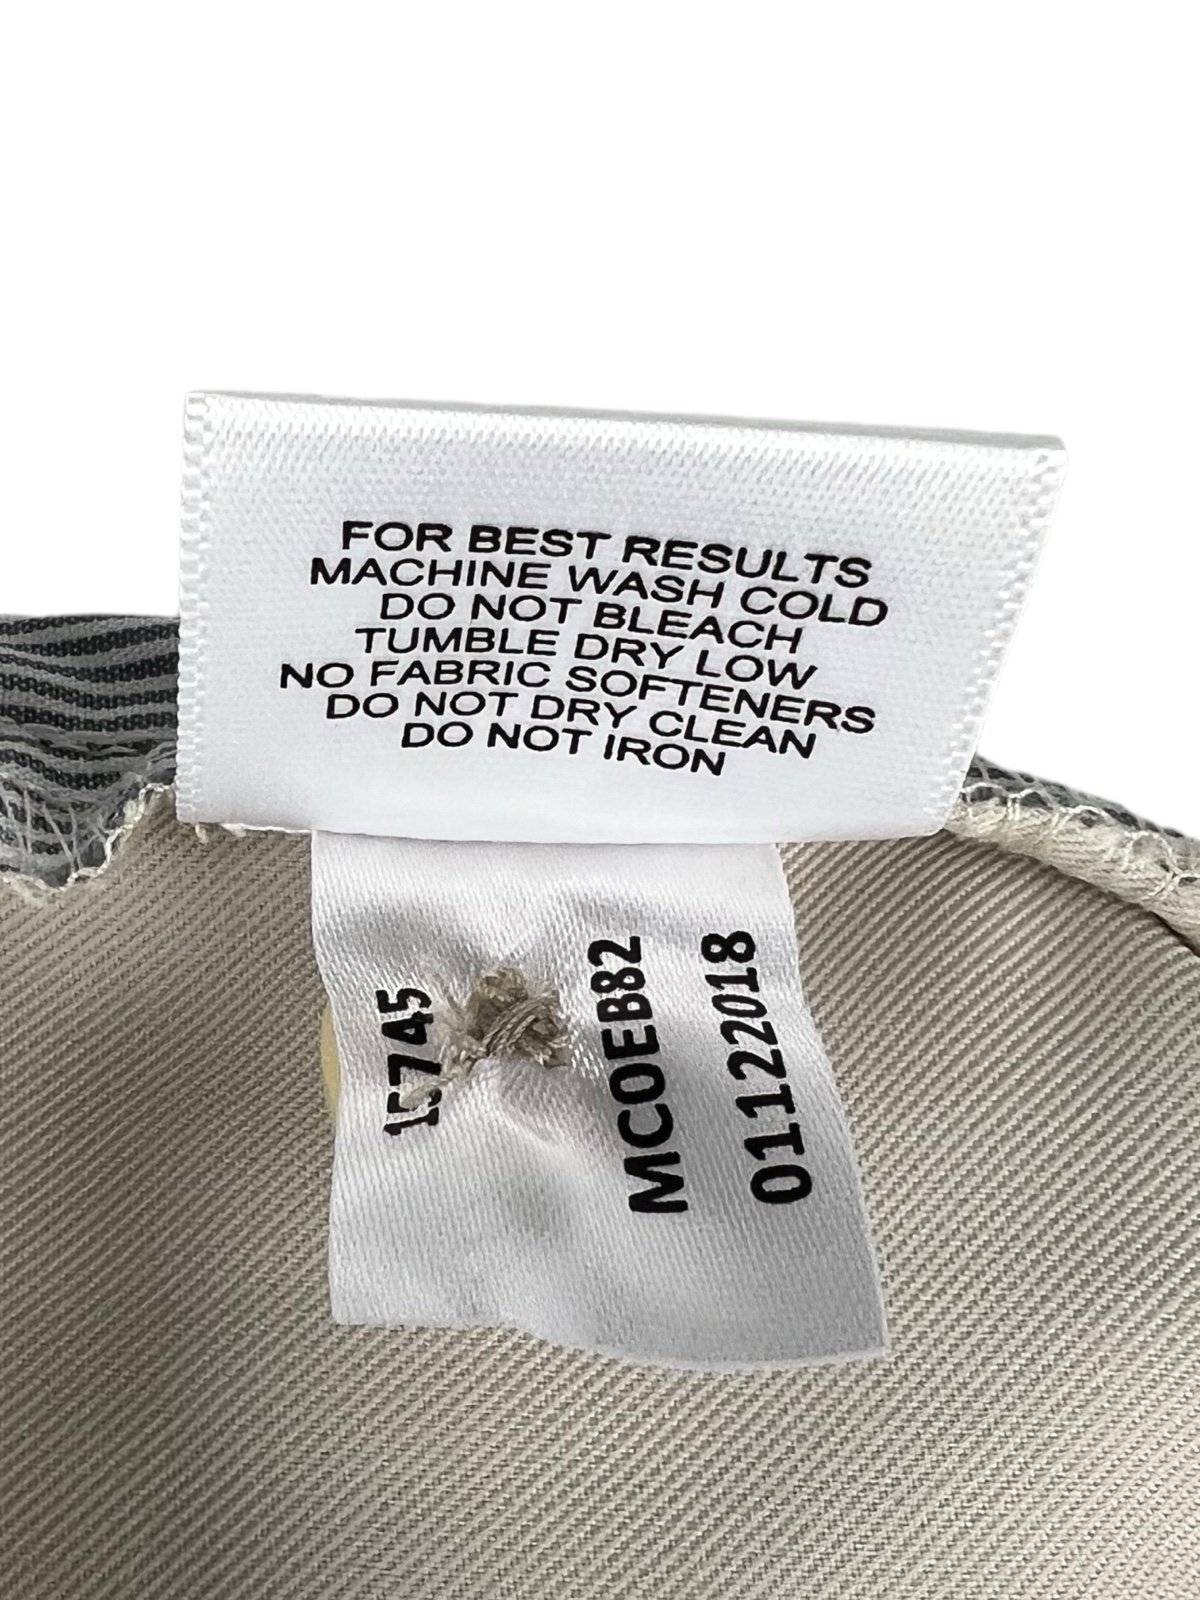 FOR BEST RESULTS
MACHINE WASH COLD
DO NOT BLEACH
TUMBLE DRY LOW
NO FABRIC SOFTENERS
DO NOT DRY CLEAN
DO NOT IRON
15745
MCOEB82
01122018